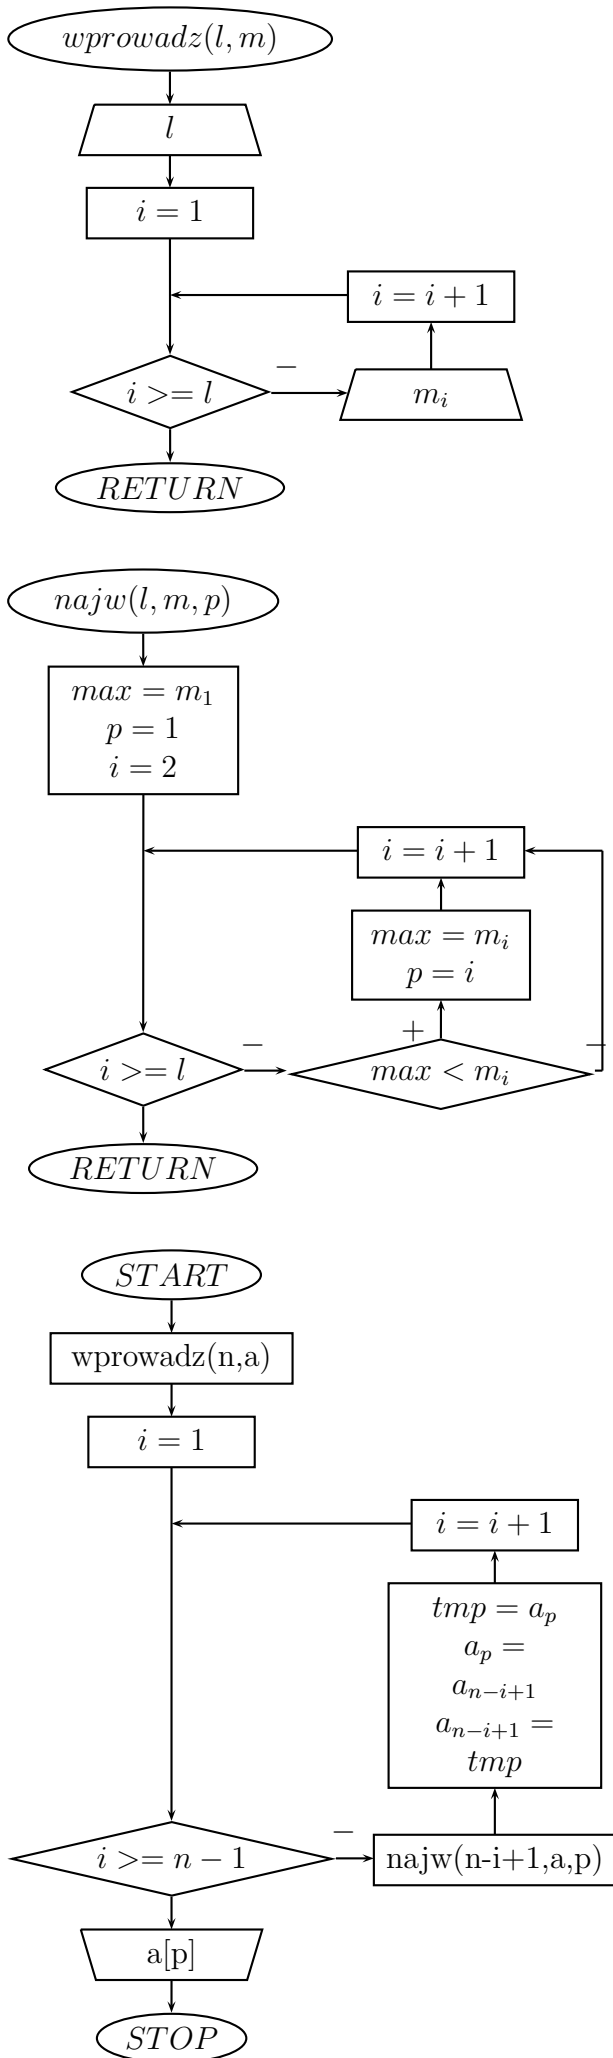 wprowadz(l, m)
l
i = 1
i = i + 1
−
i >= l
m_i
RETURN
najw(l, m, p)
max = m_1
p = 1
i = 2
i = i + 1
max = m_i
p = i
+
−
−
i >= l
max < m_i
RETURN
START
wprowadz(n,a)
i = 1
i = i + 1
tmp = a_p
a_p =
a_{n−i+1}
a_{n−i+1} =
tmp
−
i >= n − 1
najw(n-i+1,a,p)
a[p]
STOP